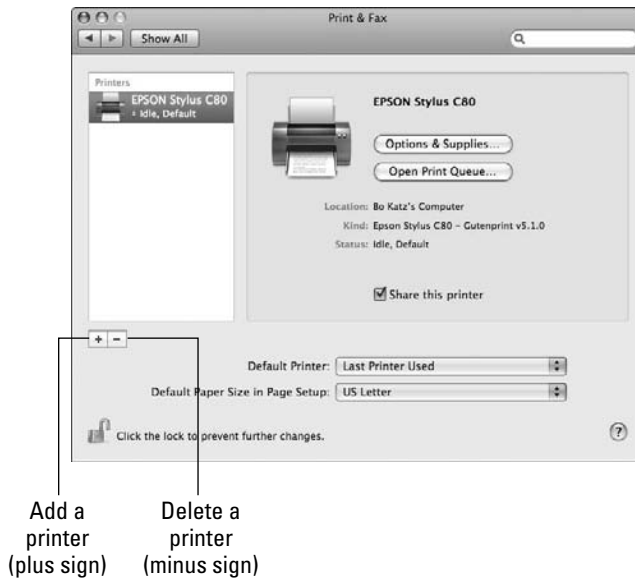 Print & Fax
Show All
Printers
EPSON Stylus C80
Idle, Default
EPSON Stylus C80
Options & Supplies...
Open Print Queue...
Location: Bo Katz's Computer
Kind: Epson Stylus C80 – Gutenprint v5.1.0
Status: Idle, Default
Share this printer
+ −
Default Printer: Last Printer Used
Default Paper Size in Page Setup: US Letter
Click the lock to prevent further changes.
?
Add a
printer
(plus sign)
Delete a
printer
(minus sign)